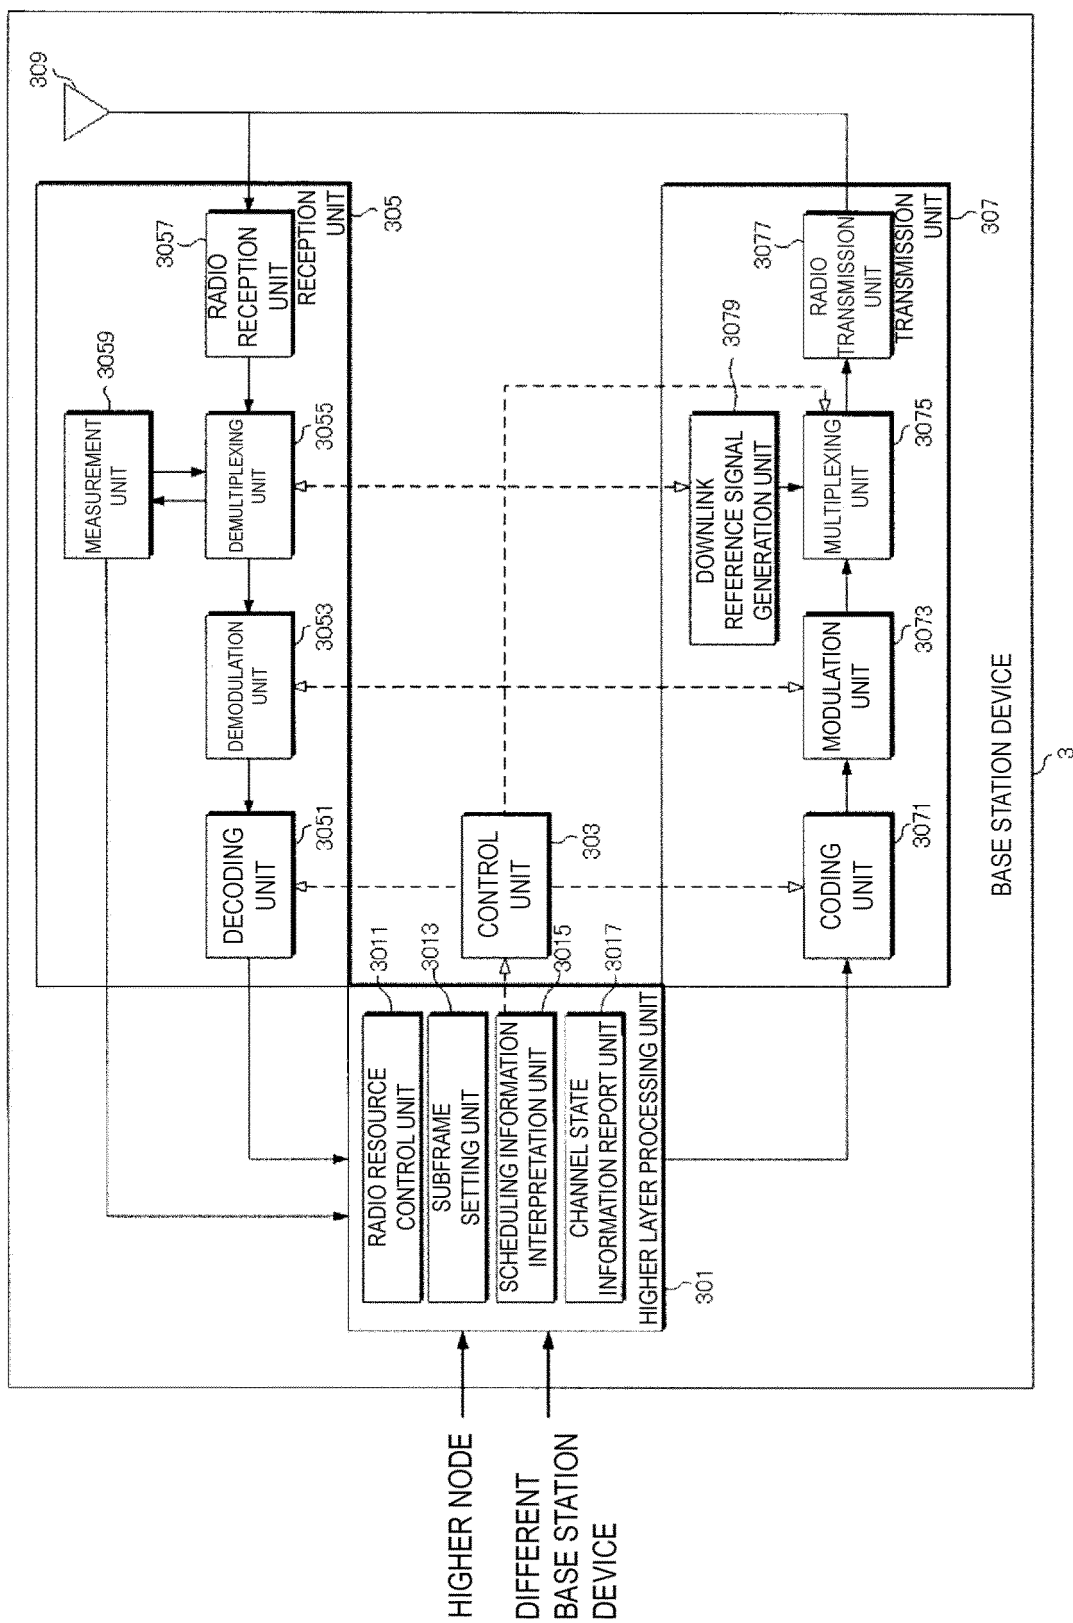 309
3057
RADIO
RECEPTION
UNIT
RECEPTION
UNIT
305
3059
MEASUREMENT
UNIT
3055
DEMULTIPLEXING
UNIT
3053
DEMODULATION
UNIT
3051
DECODING
UNIT
303
CONTROL
UNIT
3011
RADIO RESOURCE
CONTROL UNIT
3013
SUBFRAME
SETTING UNIT
3015
SCHEDULING INFORMATION
INTERPRETATION UNIT
3017
CHANNEL STATE
INFORMATION REPORT UNIT
HIGHER LAYER PROCESSING UNIT
301
HIGHER NODE
DIFFERENT
BASE STATION
DEVICE
3079
DOWNLINK
REFERENCE SIGNAL
GENERATION UNIT
3071
CODING
UNIT
3073
MODULATION
UNIT
3075
MULTIPLEXING
UNIT
3077
RADIO
TRANSMISSION
UNIT
TRANSMISSION
UNIT
307
BASE STATION DEVICE
3